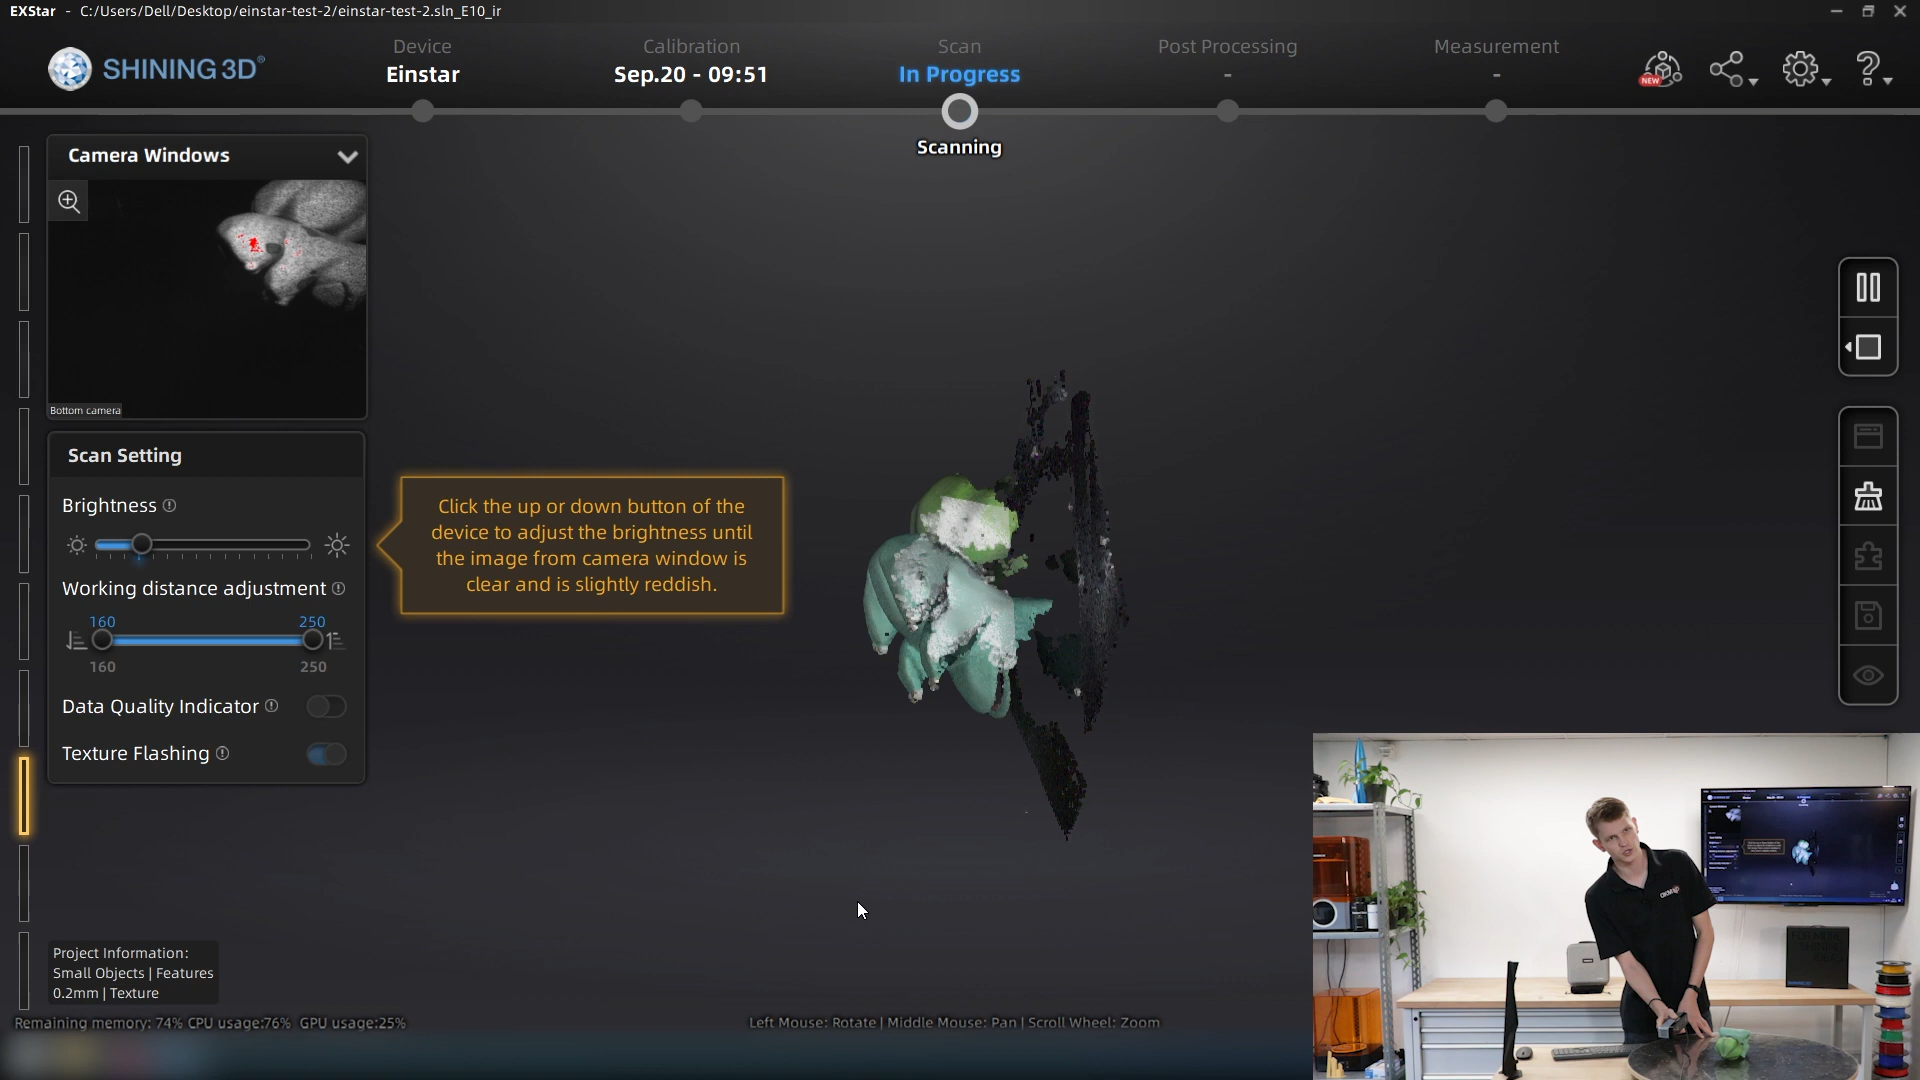 EXStar - C:/Users/Dell/Desktop/einstar-test-2/einstar-test-2.sln_E10_ir
SHINING 3D®
Device
Einstar
Calibration
Sep.20 - 09:51
Scan
In Progress
Post Processing
-
Measurement
-
NEW
Scanning
Camera Windows
Bottom camera
Scan Setting
Brightness
Working distance adjustment
160 250
160 250
Data Quality Indicator
Texture Flashing
Click the up or down button of the
device to adjust the brightness until
the image from camera window is
clear and is slightly reddish.
Project Information:
Small Objects | Features
0.2mm | Texture
Remaining memory: 74% CPU usage:76% GPU usage:25%
Left Mouse: Rotate | Middle Mouse: Pan | Scroll Wheel: Zoom